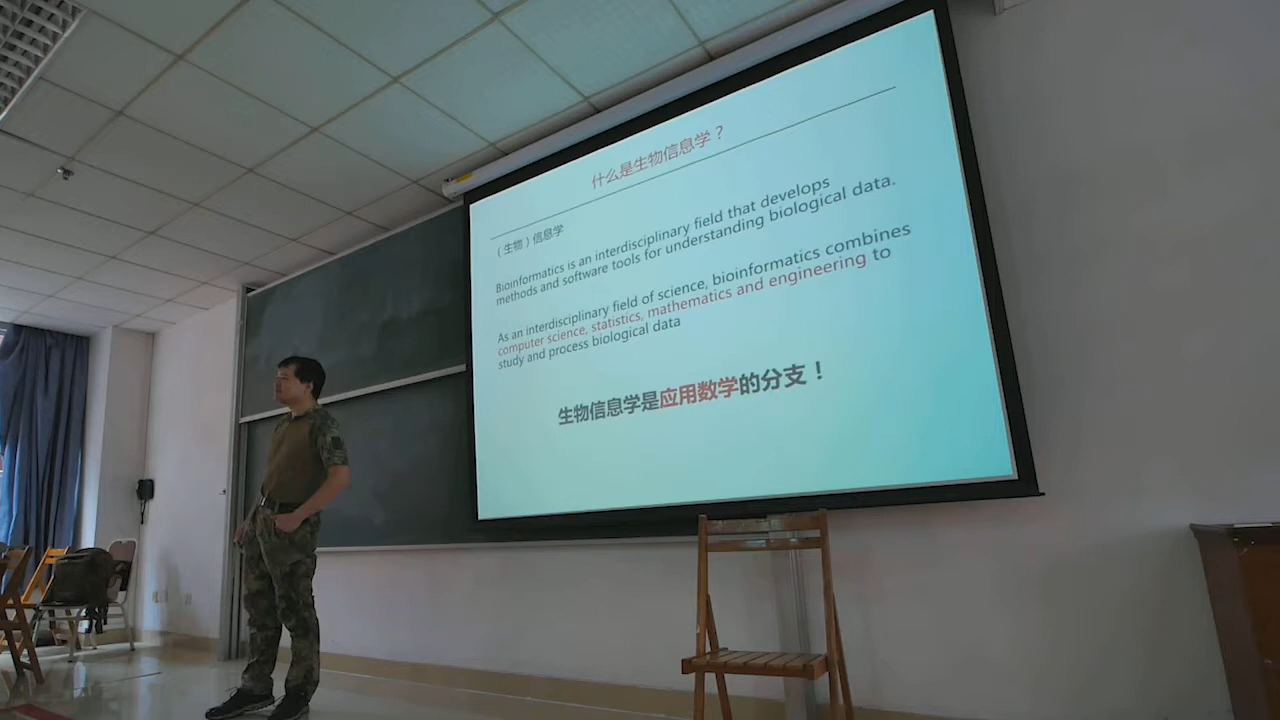 什么是生物信息学？
（生物）信息学
Bioinformatics is an interdisciplinary field that develops
methods and software tools for understanding biological data.
As an interdisciplinary field of science, bioinformatics combines
computer science, statistics, mathematics and engineering to
study and process biological data
生物信息学是应用数学的分支！